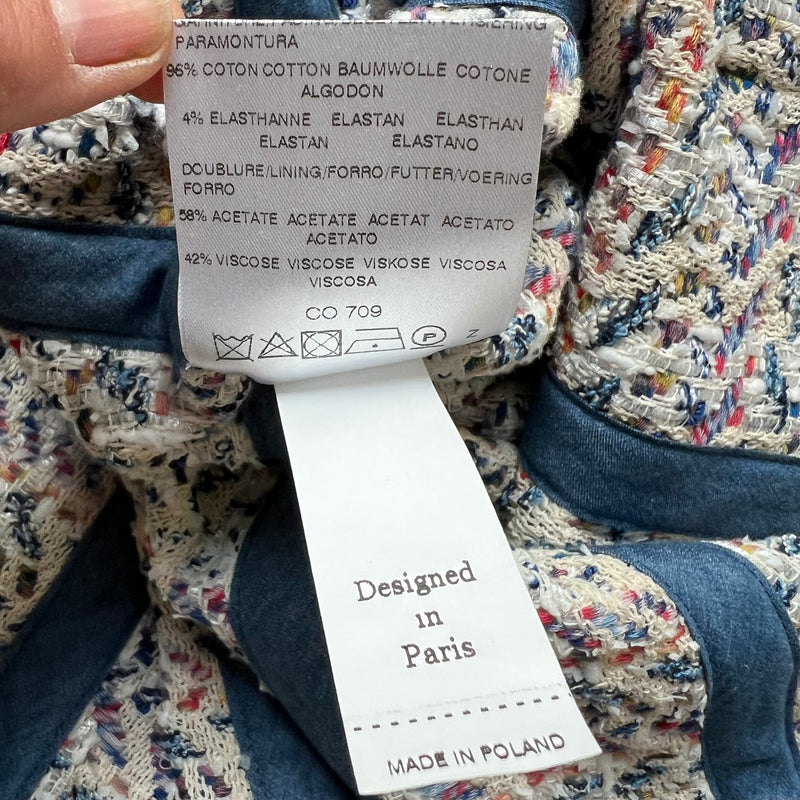 PARAMONTURA
96% COTON COTTON BAUMWOLLE COTONE
ALGODON
4% ELASTHANNE ELASTAN ELASTHAN
ELASTAN ELASTANO
DOUBLURE/LINING/FORRO/FUTTER/VOERING
FORRO
58% ACETATE ACETATE ACETAT ACETATO
ACETATO
42% VISCOSE VISCOSE VISKOSE VISCOSA
VISCOSA
CO 709
P Z
Designed
in
Paris
MADE IN POLAND